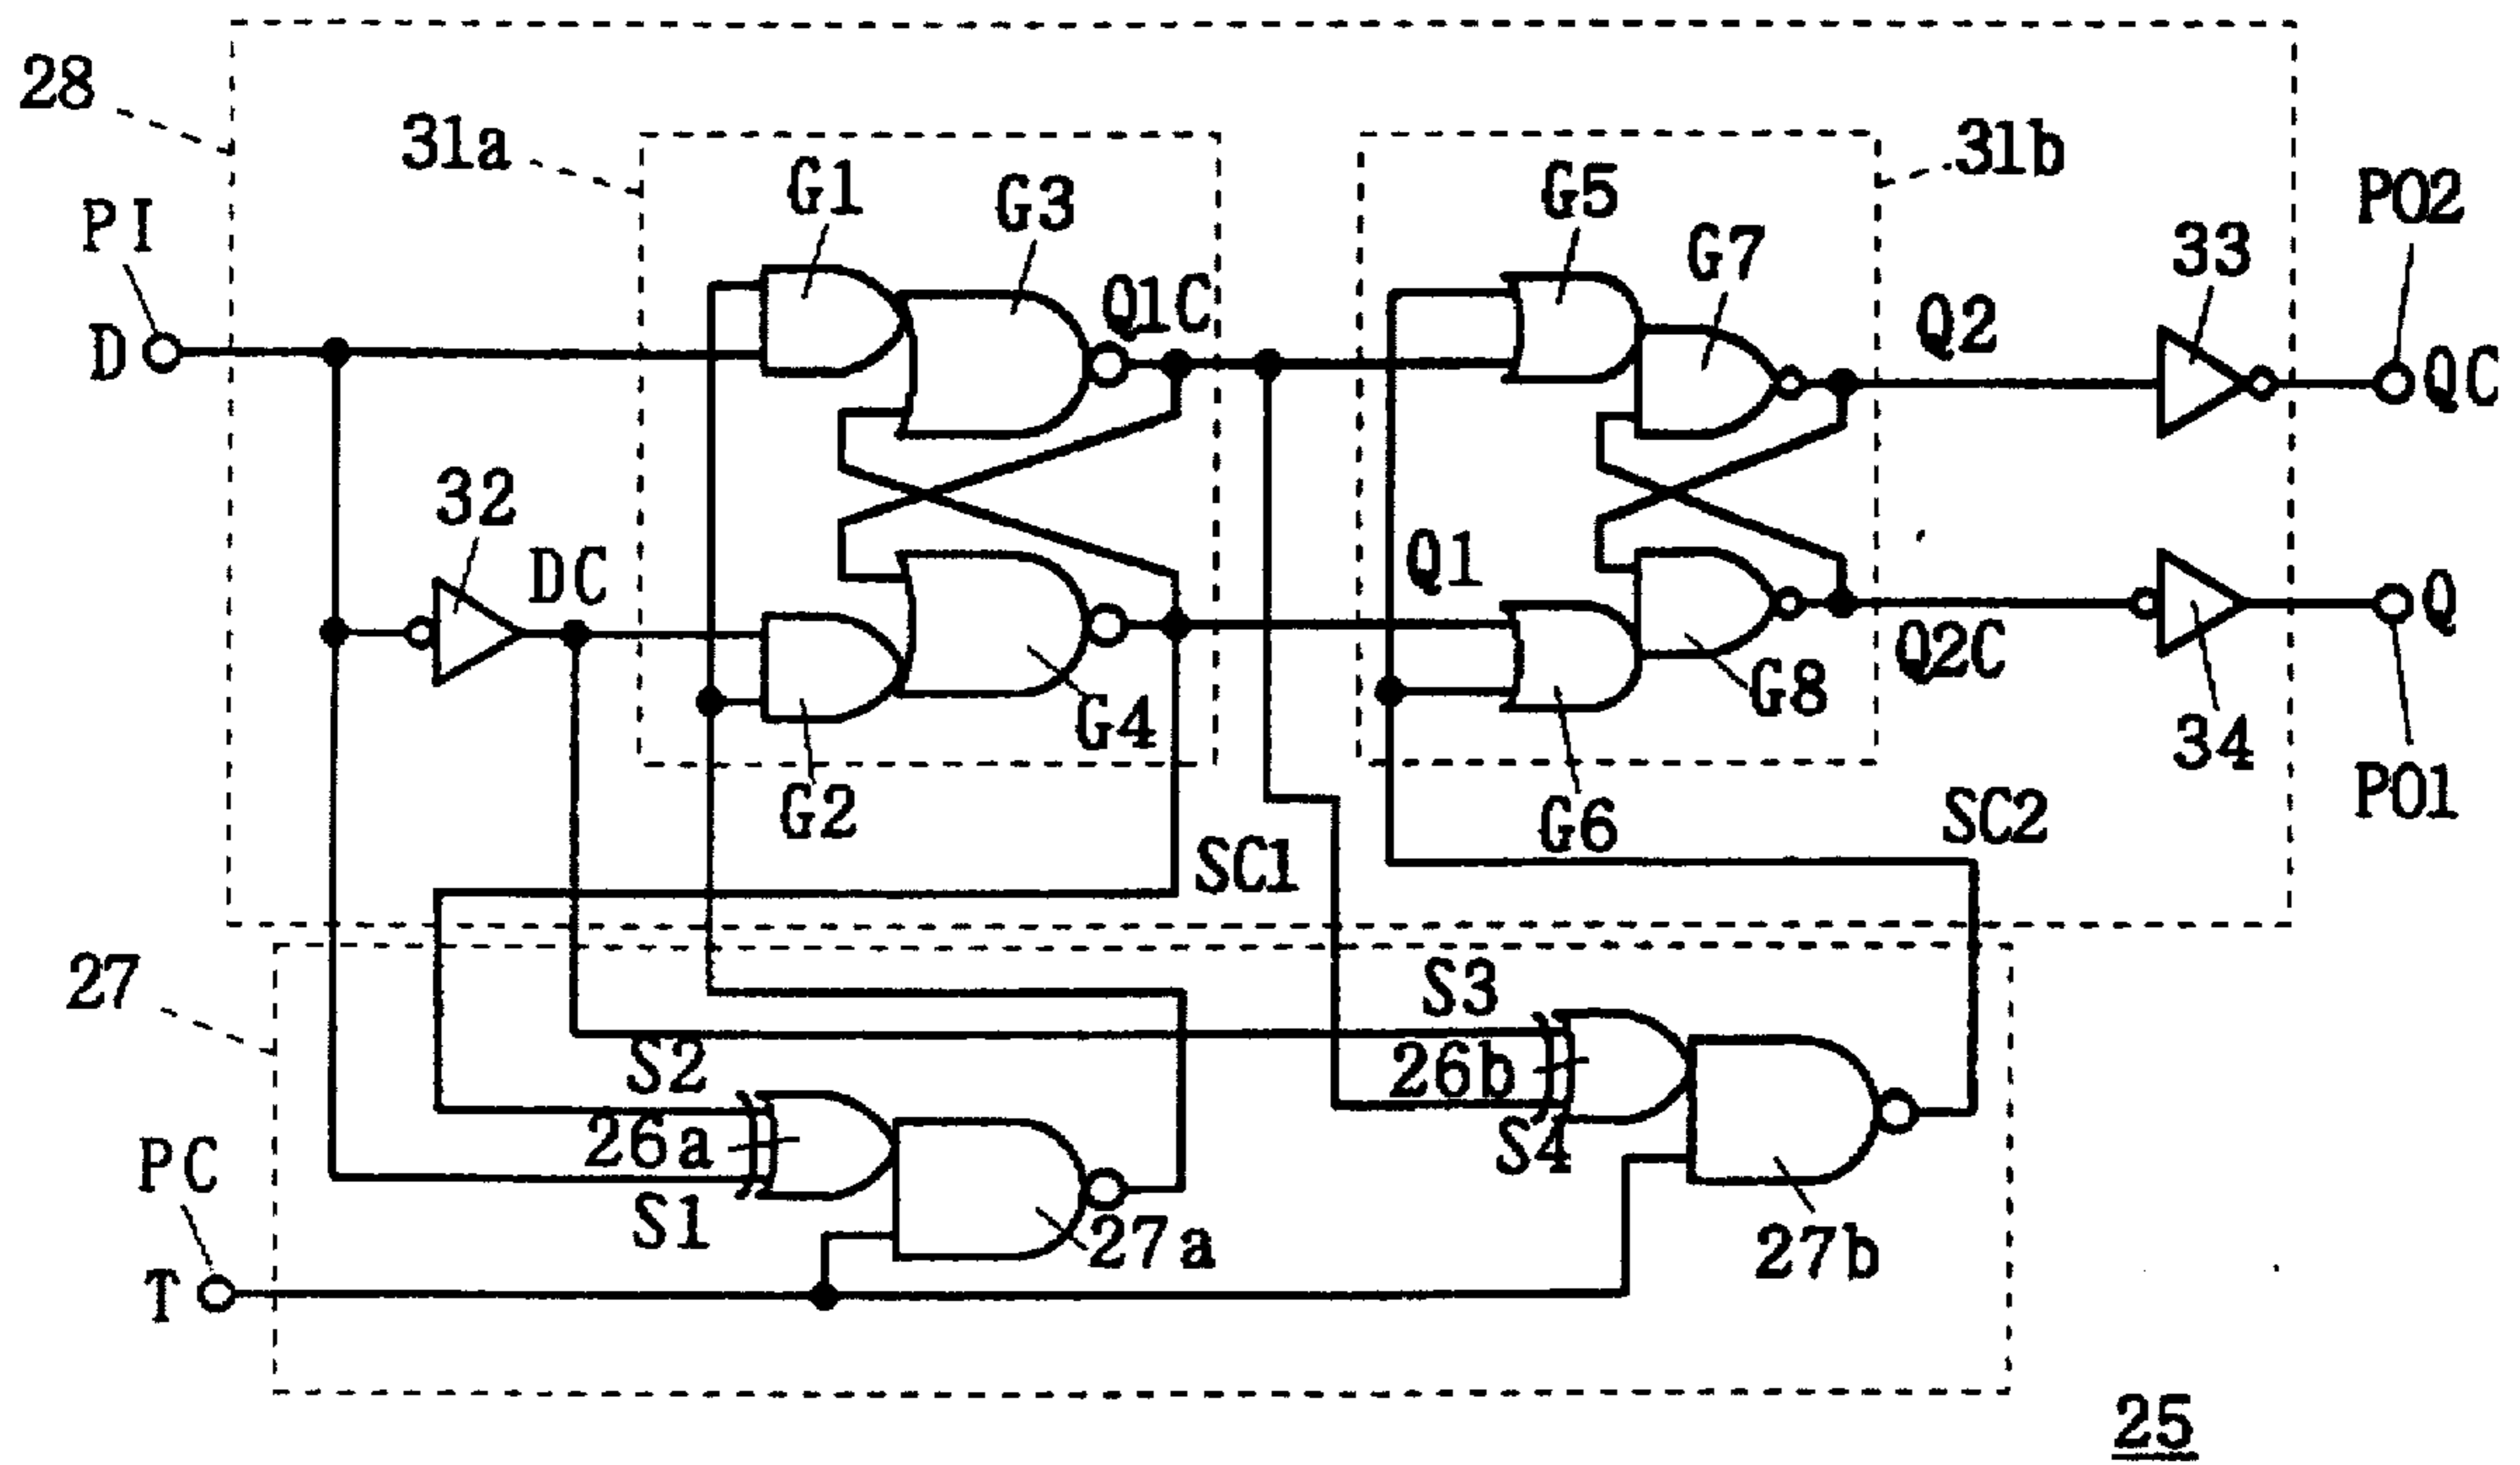 28
31a
31b
G1
G3
G5
G7
PI
PO2
33
Q1C
Q2
D
QC
32
DC
Q1
Q
Q2C
G8
G4
34
G2
G6
PO1
SC2
SC1
27
S3
S2
26b
26a
PC
S4
S1
27a
27b
T
25